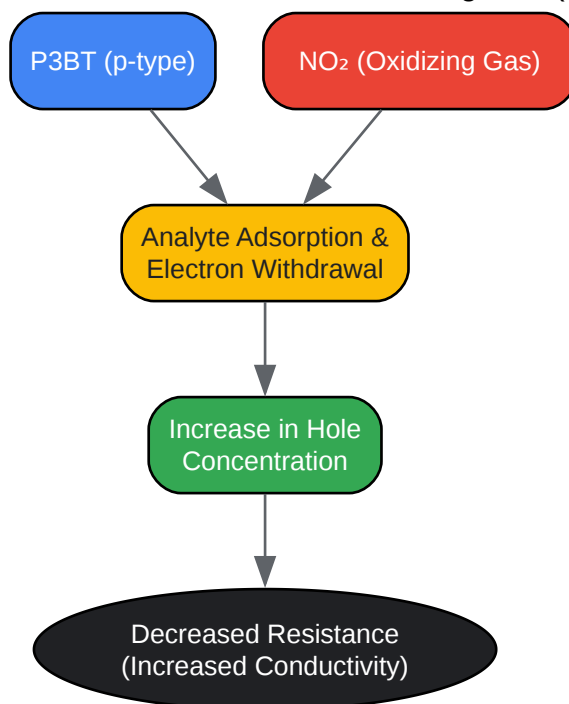 P3BT (p-type)
NO₂ (Oxidizing Gas)
Analyte Adsorption &
Electron Withdrawal
Increase in Hole
Concentration
Decreased Resistance
(Increased Conductivity)